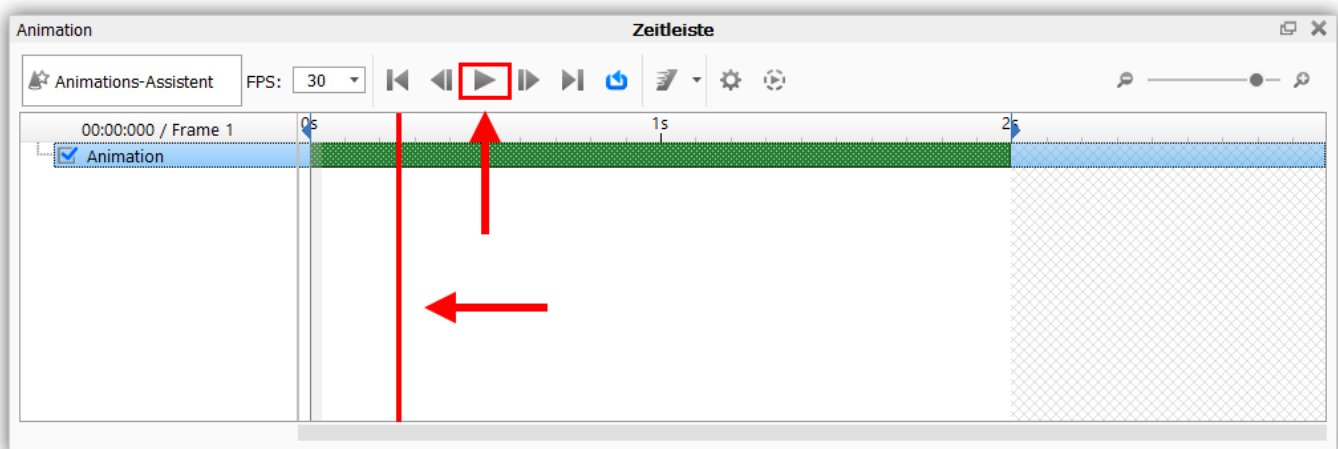 Animation Zeitleiste
Animations-Assistent FPS: 30
00:00:000 / Frame 1 0s 1s 2s
Animation